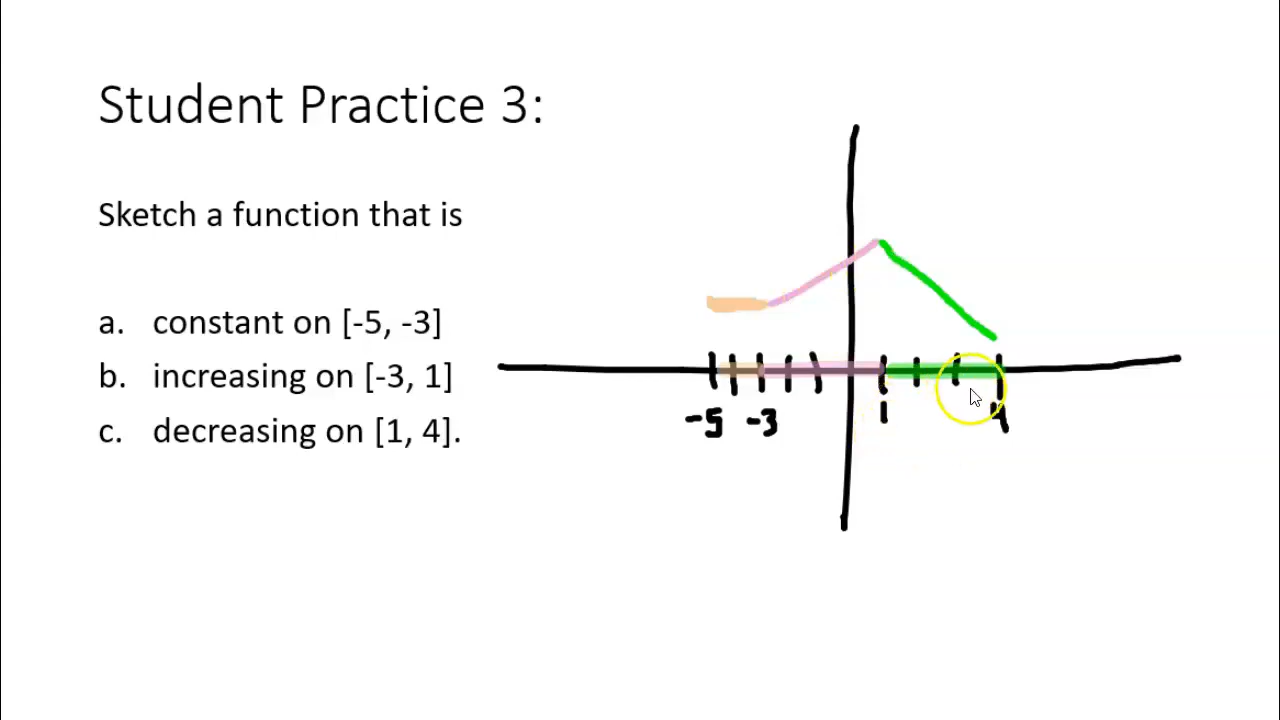 Student Practice 3:
Sketch a function that is
a. constant on [-5, -3]
b. increasing on [-3, 1]
c. decreasing on [1, 4].
-5 -3 1 4